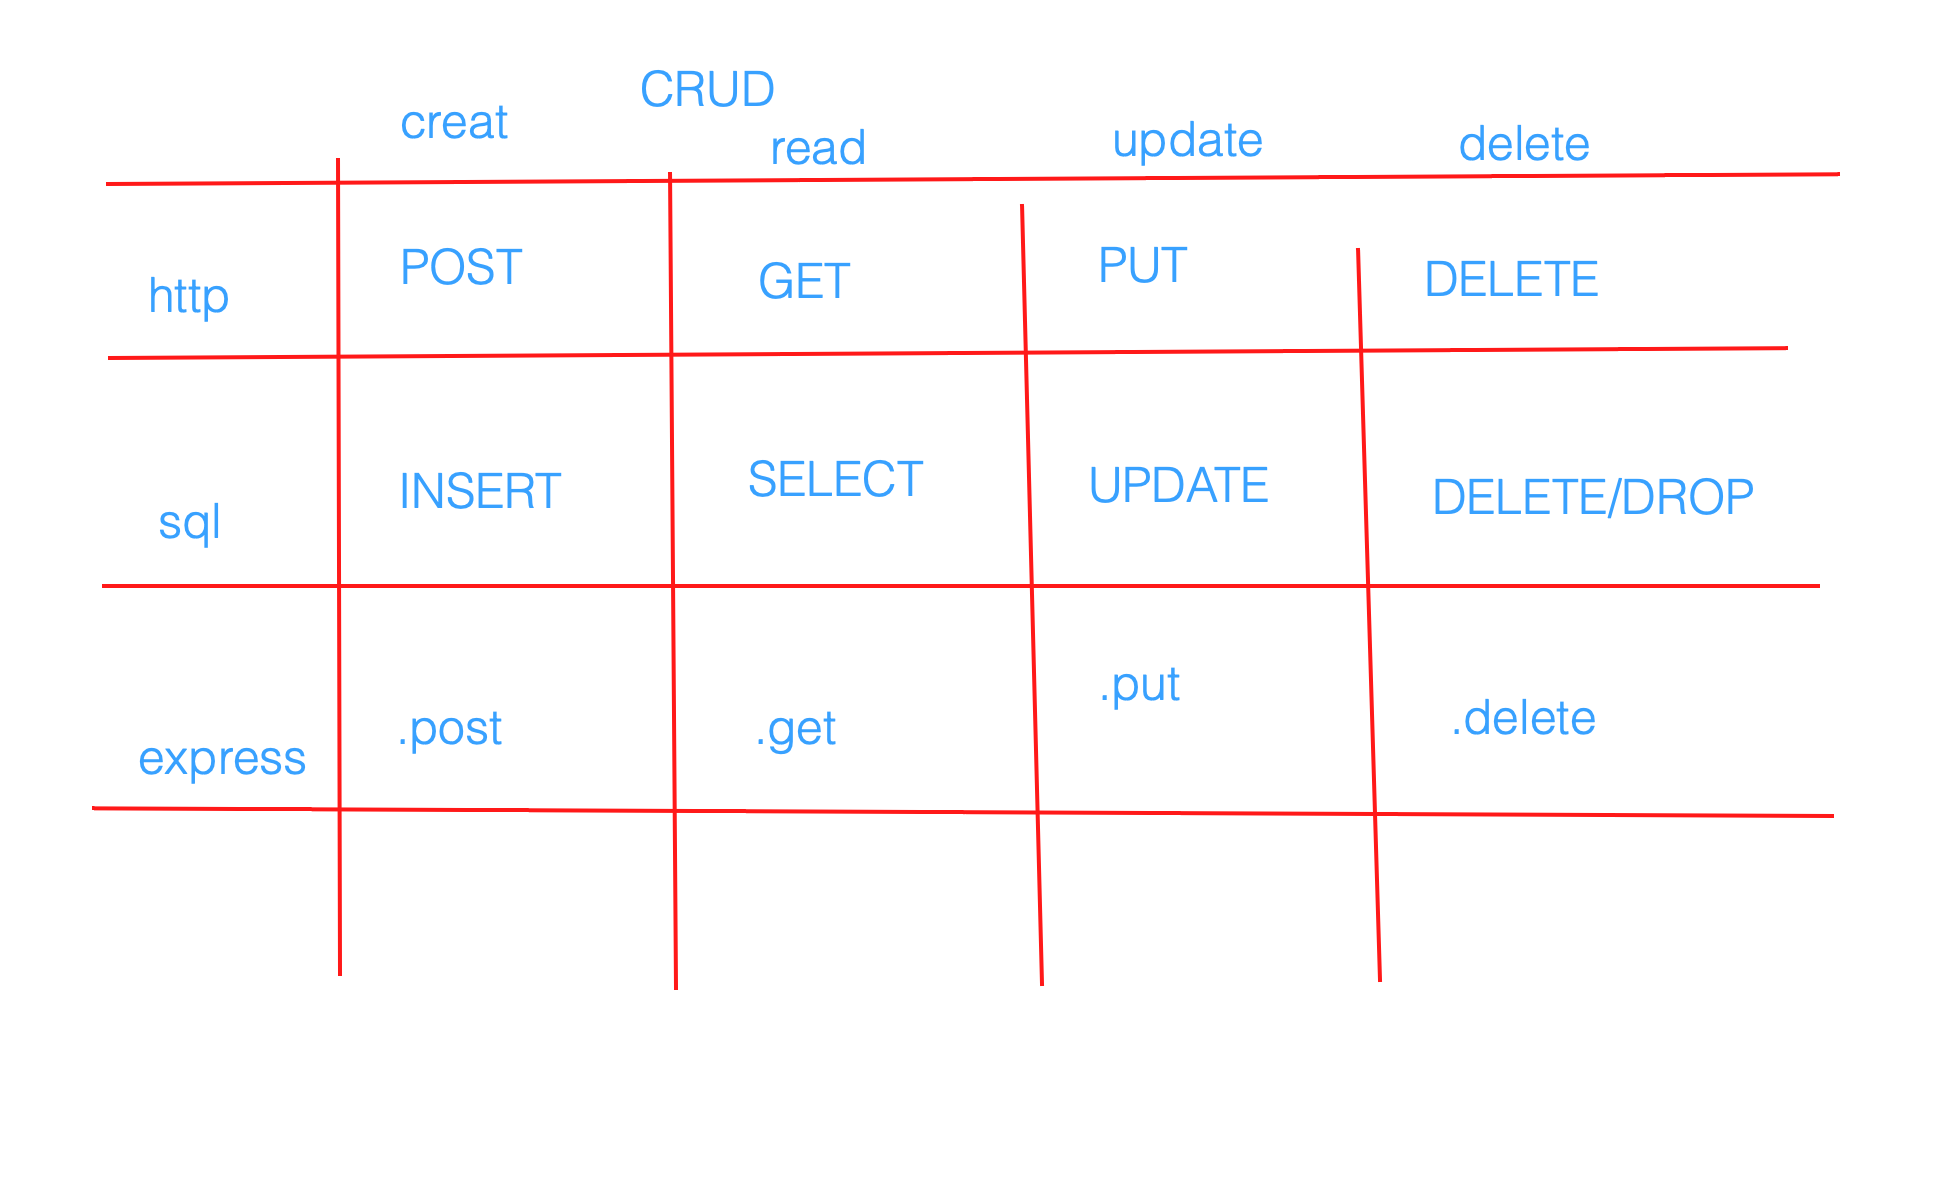 CRUD
creat read update delete
http POST GET PUT DELETE
sql INSERT SELECT UPDATE DELETE/DROP
express .post .get .put .delete